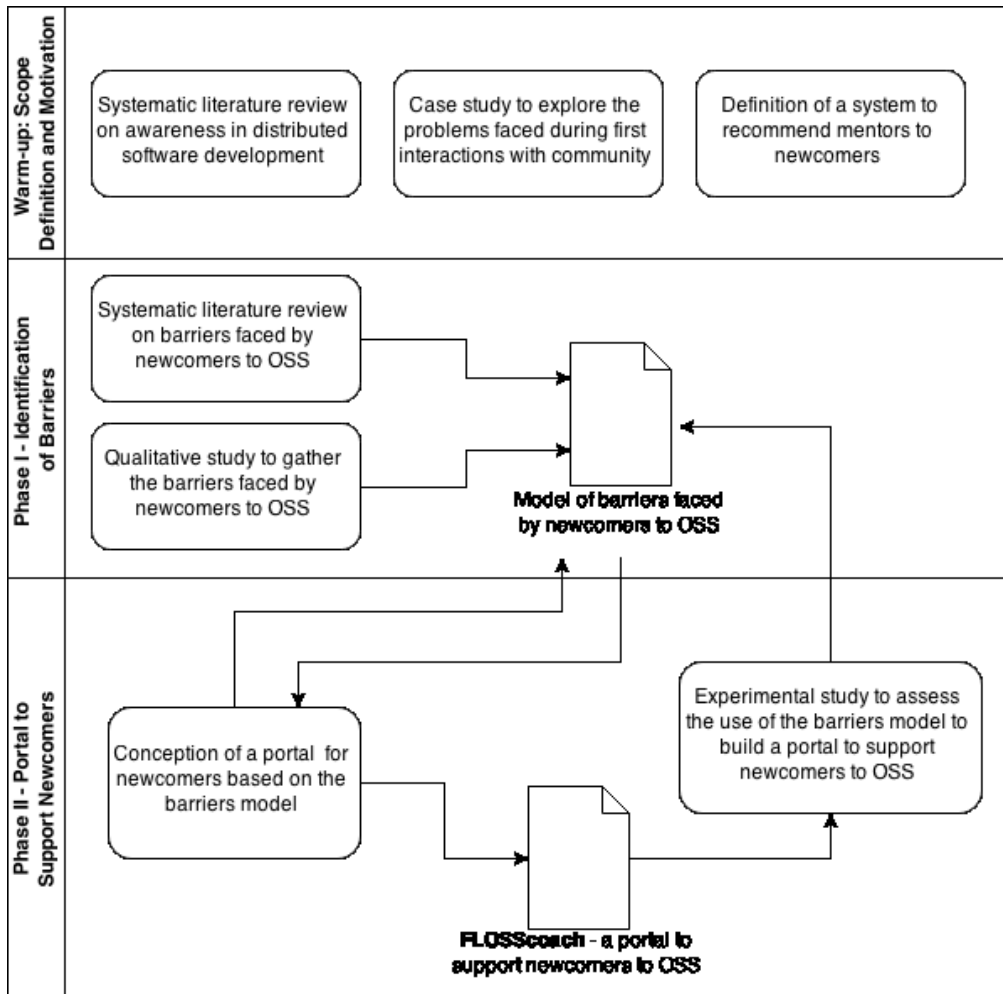 Warm-up: Scope
Definition and Motivation
Systematic literature review
on awareness in distributed
software development
Case study to explore the
problems faced during first
interactions with community
Definition of a system to
recommend mentors to
newcomers
Phase I - Identification
of Barriers
Systematic literature review
on barriers faced by
newcomers to OSS
Qualitative study to gather
the barriers faced by
newcomers to OSS
Model of barriers faced
by newcomers to OSS
Phase II - Portal to
Support Newcomers
Conception of a portal for
newcomers based on the
barriers model
Experimental study to assess
the use of the barriers model to
build a portal to support
newcomers to OSS
FLOSScoach - a portal to
support newcomers to OSS